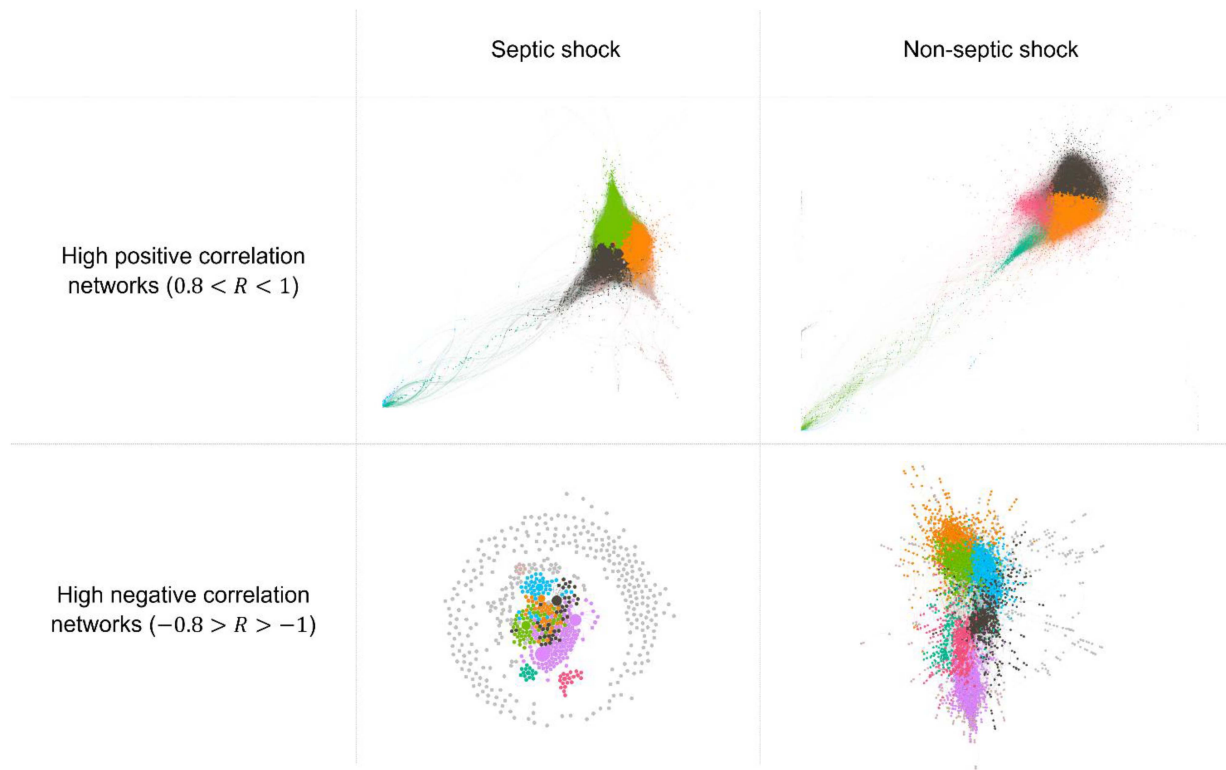 Septic shock
Non-septic shock
High positive correlation
networks (0.8 < R < 1)
High negative correlation
networks (−0.8 > R > −1)